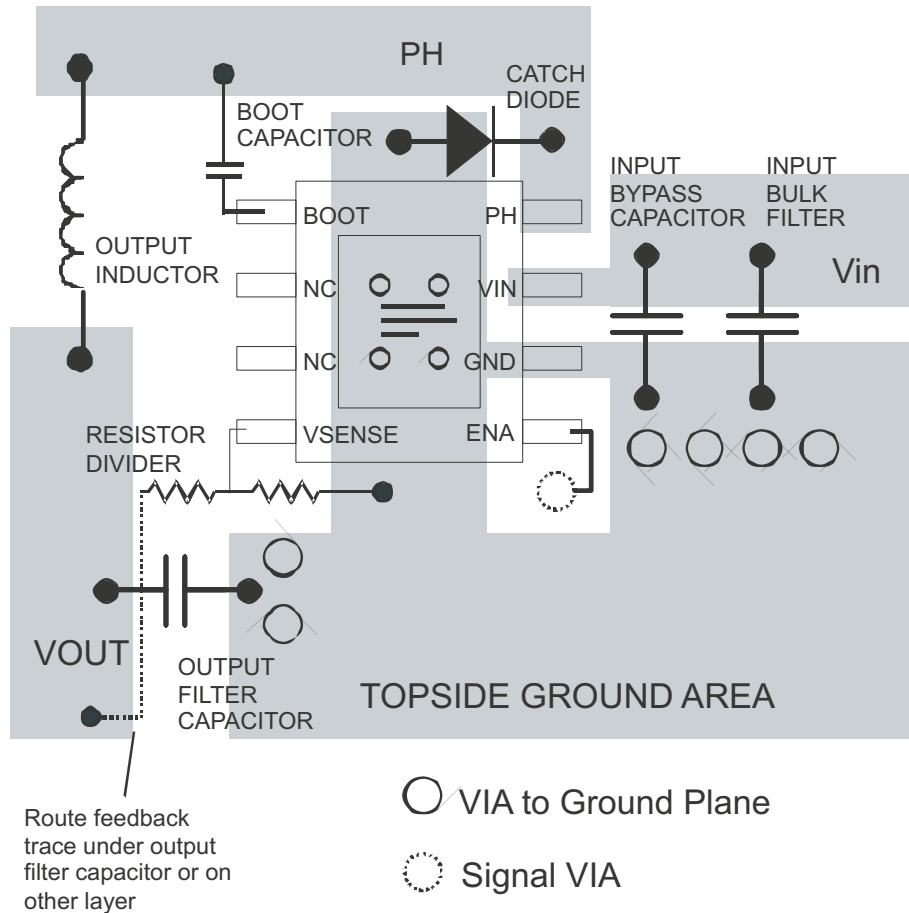 PH
CATCH
DIODE
BOOT
CAPACITOR
INPUT
BYPASS
CAPACITOR
INPUT
BULK
FILTER
BOOT
PH
OUTPUT
INDUCTOR
NC
VIN
Vin
NC
GND
RESISTOR
DIVIDER
VSENSE
ENA
VOUT
OUTPUT
FILTER
CAPACITOR
TOPSIDE GROUND AREA
Route feedback
trace under output
filter capacitor or on
other layer
VIA to Ground Plane
Signal VIA